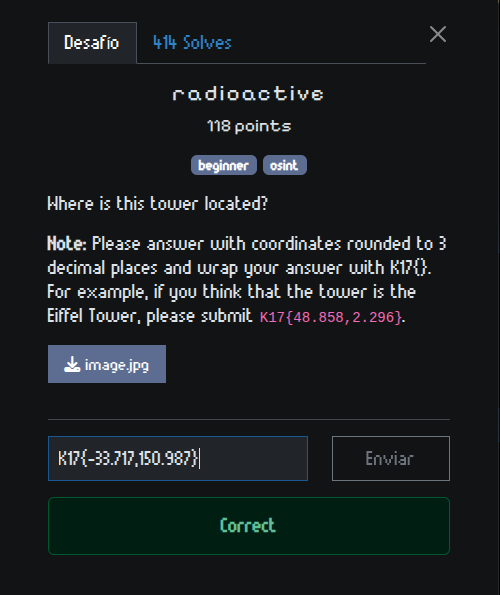 Desafío
414 Solves
radioactive
118 points
beginner osint
Where is this tower located?
Note: Please answer with coordinates rounded to 3
decimal places and wrap your answer with K17{}.
For example, if you think that the tower is the
Eiffel Tower, please submit K17{48.858,2.296}.
image.jpg
K17{-33.717,150.987}
Enviar
Correct